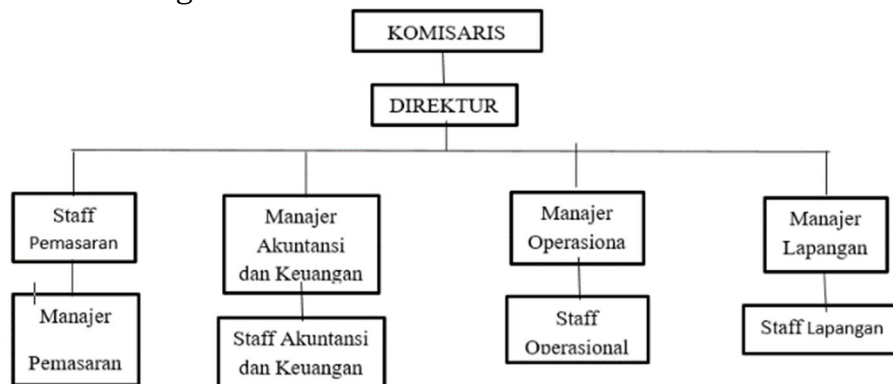 KOMISARIS
DIREKTUR
Staff
Pemasaran
Manajer
Pemasaran
Manajer
Akuntansi
dan Keuangan
Staff Akuntansi
dan Keuangan
Manajer
Operasiona
Staff
Operasional
Manajer
Lapangan
Staff Lapangan